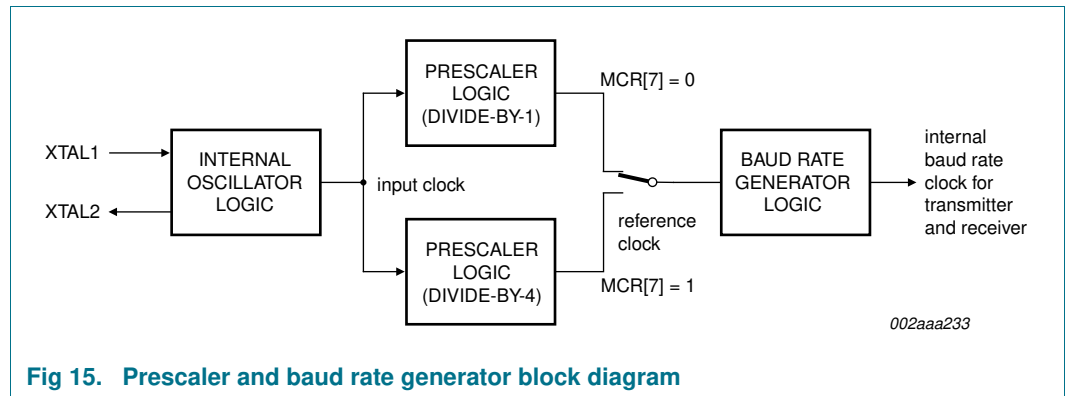 PRESCALER
LOGIC
(DIVIDE-BY-1)
MCR[7] = 0
XTAL1
XTAL2
INTERNAL
OSCILLATOR
LOGIC
input clock
PRESCALER
LOGIC
(DIVIDE-BY-4)
MCR[7] = 1
reference
clock
BAUD RATE
GENERATOR
LOGIC
internal
baud rate
clock for
transmitter
and receiver
002aaa233
Fig 15. Prescaler and baud rate generator block diagram